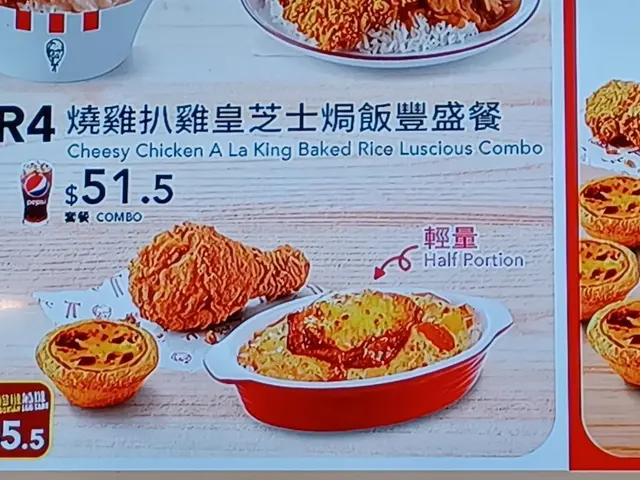 R4 燒雞扒雞皇芝士焗飯豐盛餐
Cheesy Chicken A La King Baked Rice Luscious Combo
pepsi
$51.5
套餐 COMBO
輕量
Half Portion
KFC
5.5